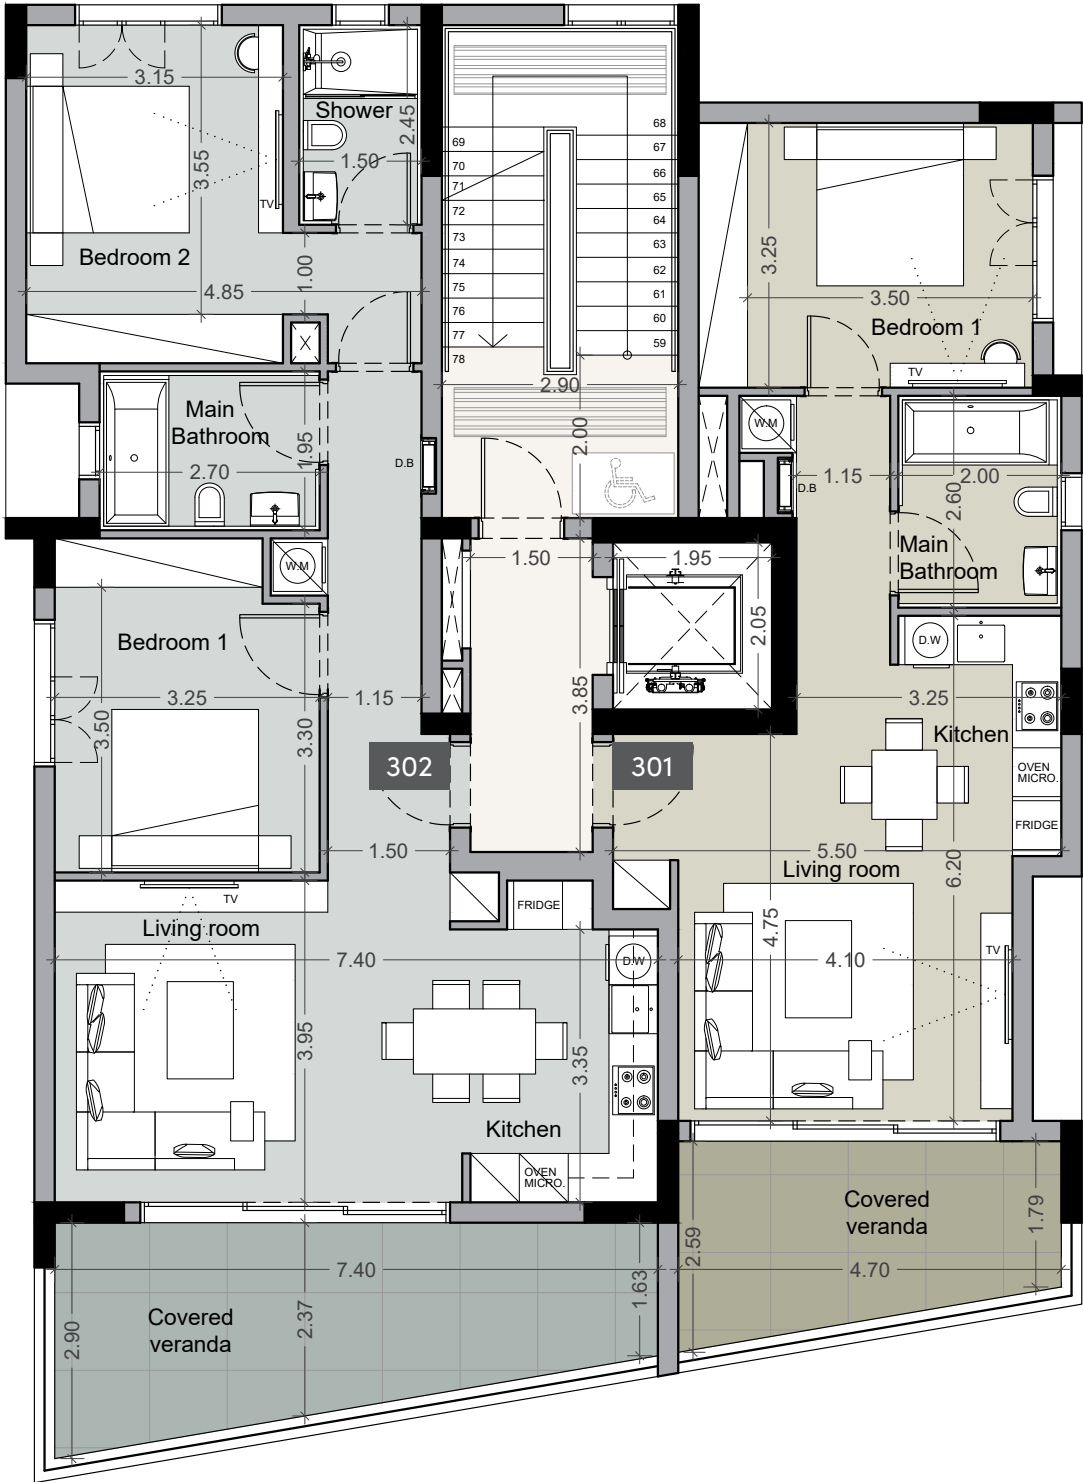 3.15
TV
3.55
Bedroom 2
4.85
1.00
X
Shower
2.45
1.50
69
70
71
72
73
74
75
76
77
78
68
67
66
65
64
63
62
61
60
59
2.90
2.00
3.25
3.50
Bedroom 1
TV
Main
Bathroom
1.95
2.70
D.B
W.M
D.B
1.15
2.00
2.60
Main
Bathroom
W.M
Bedroom 1
3.25
3.50
3.30
1.15
1.50
1.95
2.05
3.85
D.W
3.25
Kitchen
OVEN
MICRO.
FRIDGE
302
301
1.50
5.50
6.20
Living room
4.75
TV
4.10
TV
Living room
FRIDGE
7.40
D.W
3.95
3.35
Kitchen
OVEN
MICRO.
Covered
veranda
1.79
2.59
4.70
7.40
1.63
Covered
veranda
2.37
2.90